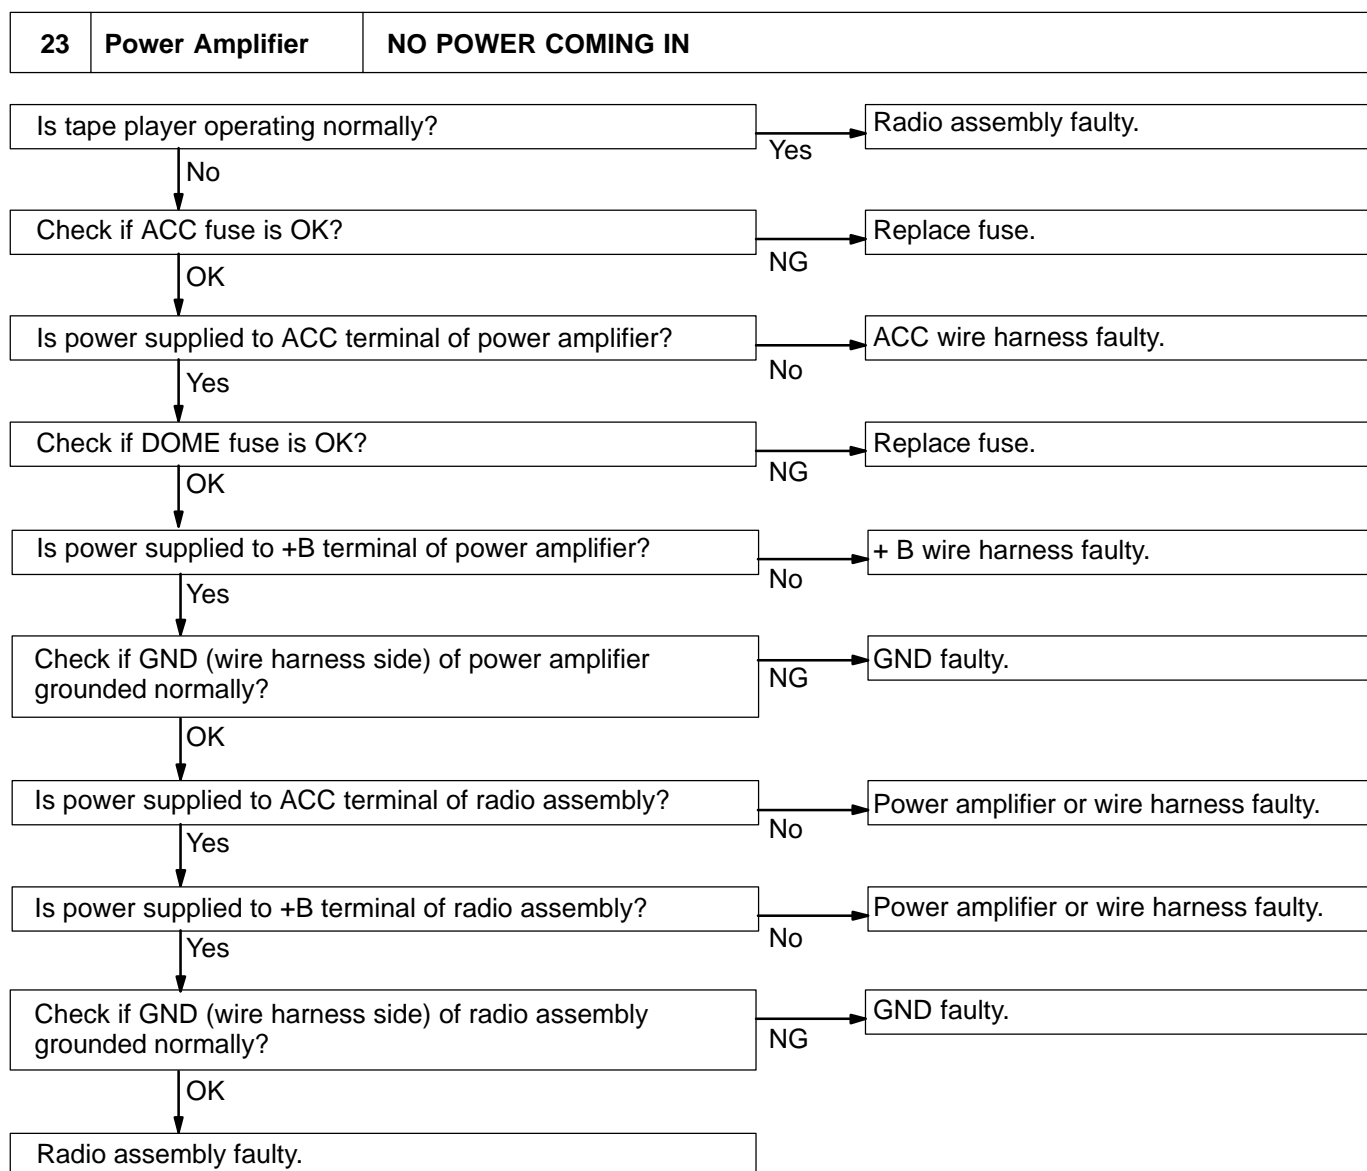 23 Power Amplifier NO POWER COMING IN
Is tape player operating normally?
Yes
Radio assembly faulty.
No
Check if ACC fuse is OK?
NG
Replace fuse.
OK
Is power supplied to ACC terminal of power amplifier?
No
ACC wire harness faulty.
Yes
Check if DOME fuse is OK?
NG
Replace fuse.
OK
Is power supplied to +B terminal of power amplifier?
No
+ B wire harness faulty.
Yes
Check if GND (wire harness side) of power amplifier
grounded normally?
NG
GND faulty.
OK
Is power supplied to ACC terminal of radio assembly?
No
Power amplifier or wire harness faulty.
Yes
Is power supplied to +B terminal of radio assembly?
No
Power amplifier or wire harness faulty.
Yes
Check if GND (wire harness side) of radio assembly
grounded normally?
NG
GND faulty.
OK
Radio assembly faulty.